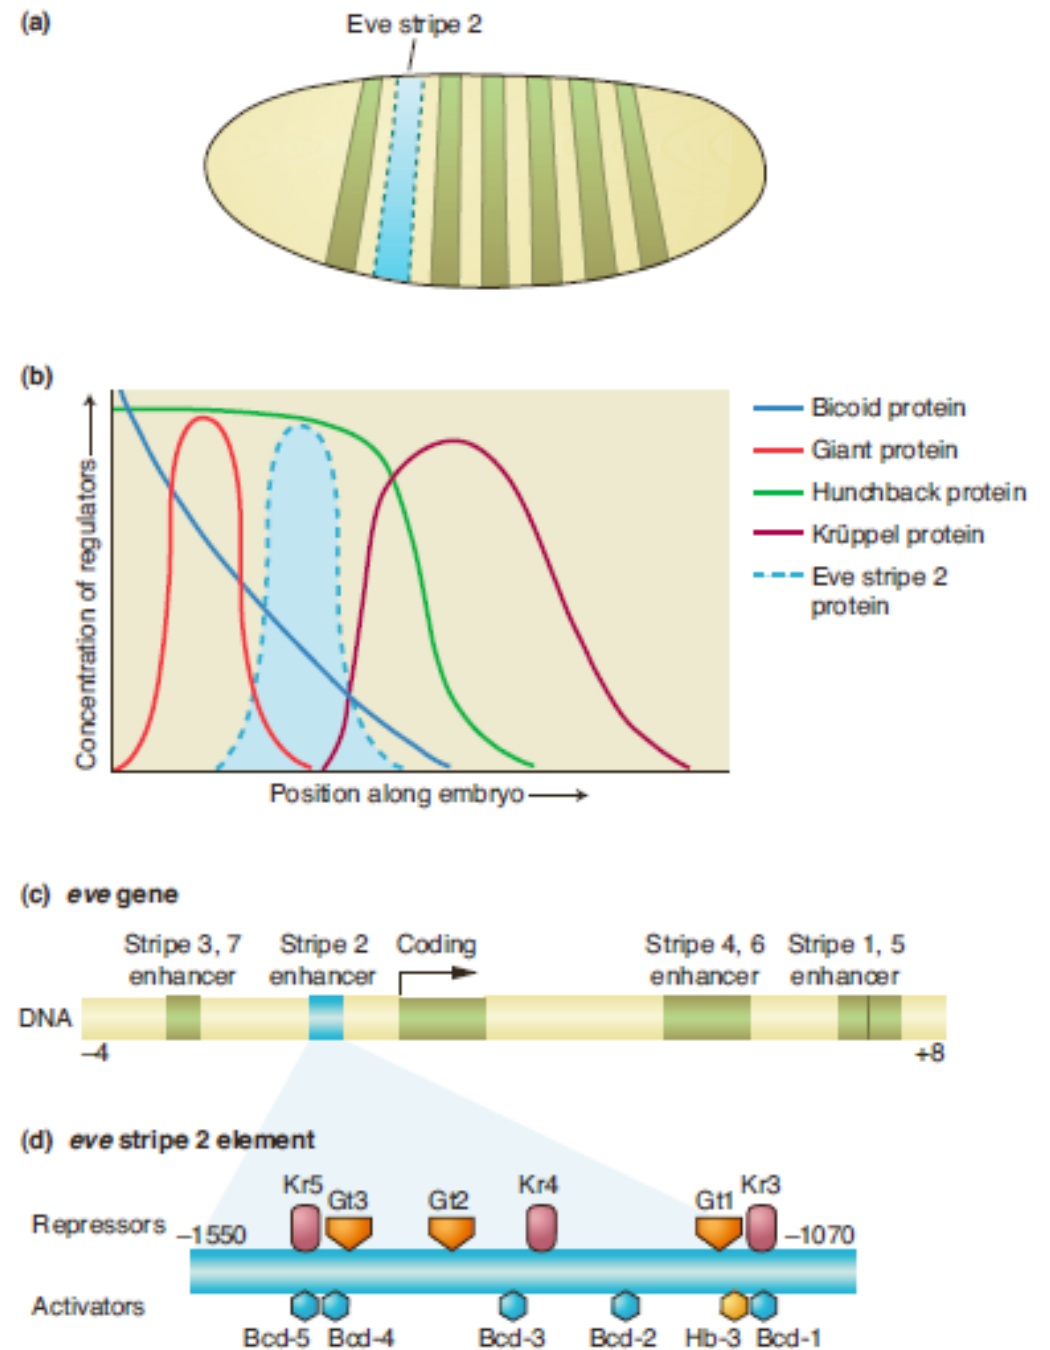 (a)
Eve stripe 2
(b)
Concentration of regulators
Position along embryo
Bicoid protein
Giant protein
Hunchback protein
Krüppel protein
Eve stripe 2
protein
(c) eve gene
Stripe 3, 7
enhancer
Stripe 2
enhancer
Coding
Stripe 4, 6
enhancer
Stripe 1, 5
enhancer
DNA
–4
+8
(d) eve stripe 2 element
Repressors
–1550
Kr5
Gt3
Gt2
Kr4
Gt1
Kr3
–1070
Activators
Bcd-5
Bcd-4
Bcd-3
Bcd-2
Hb-3
Bcd-1